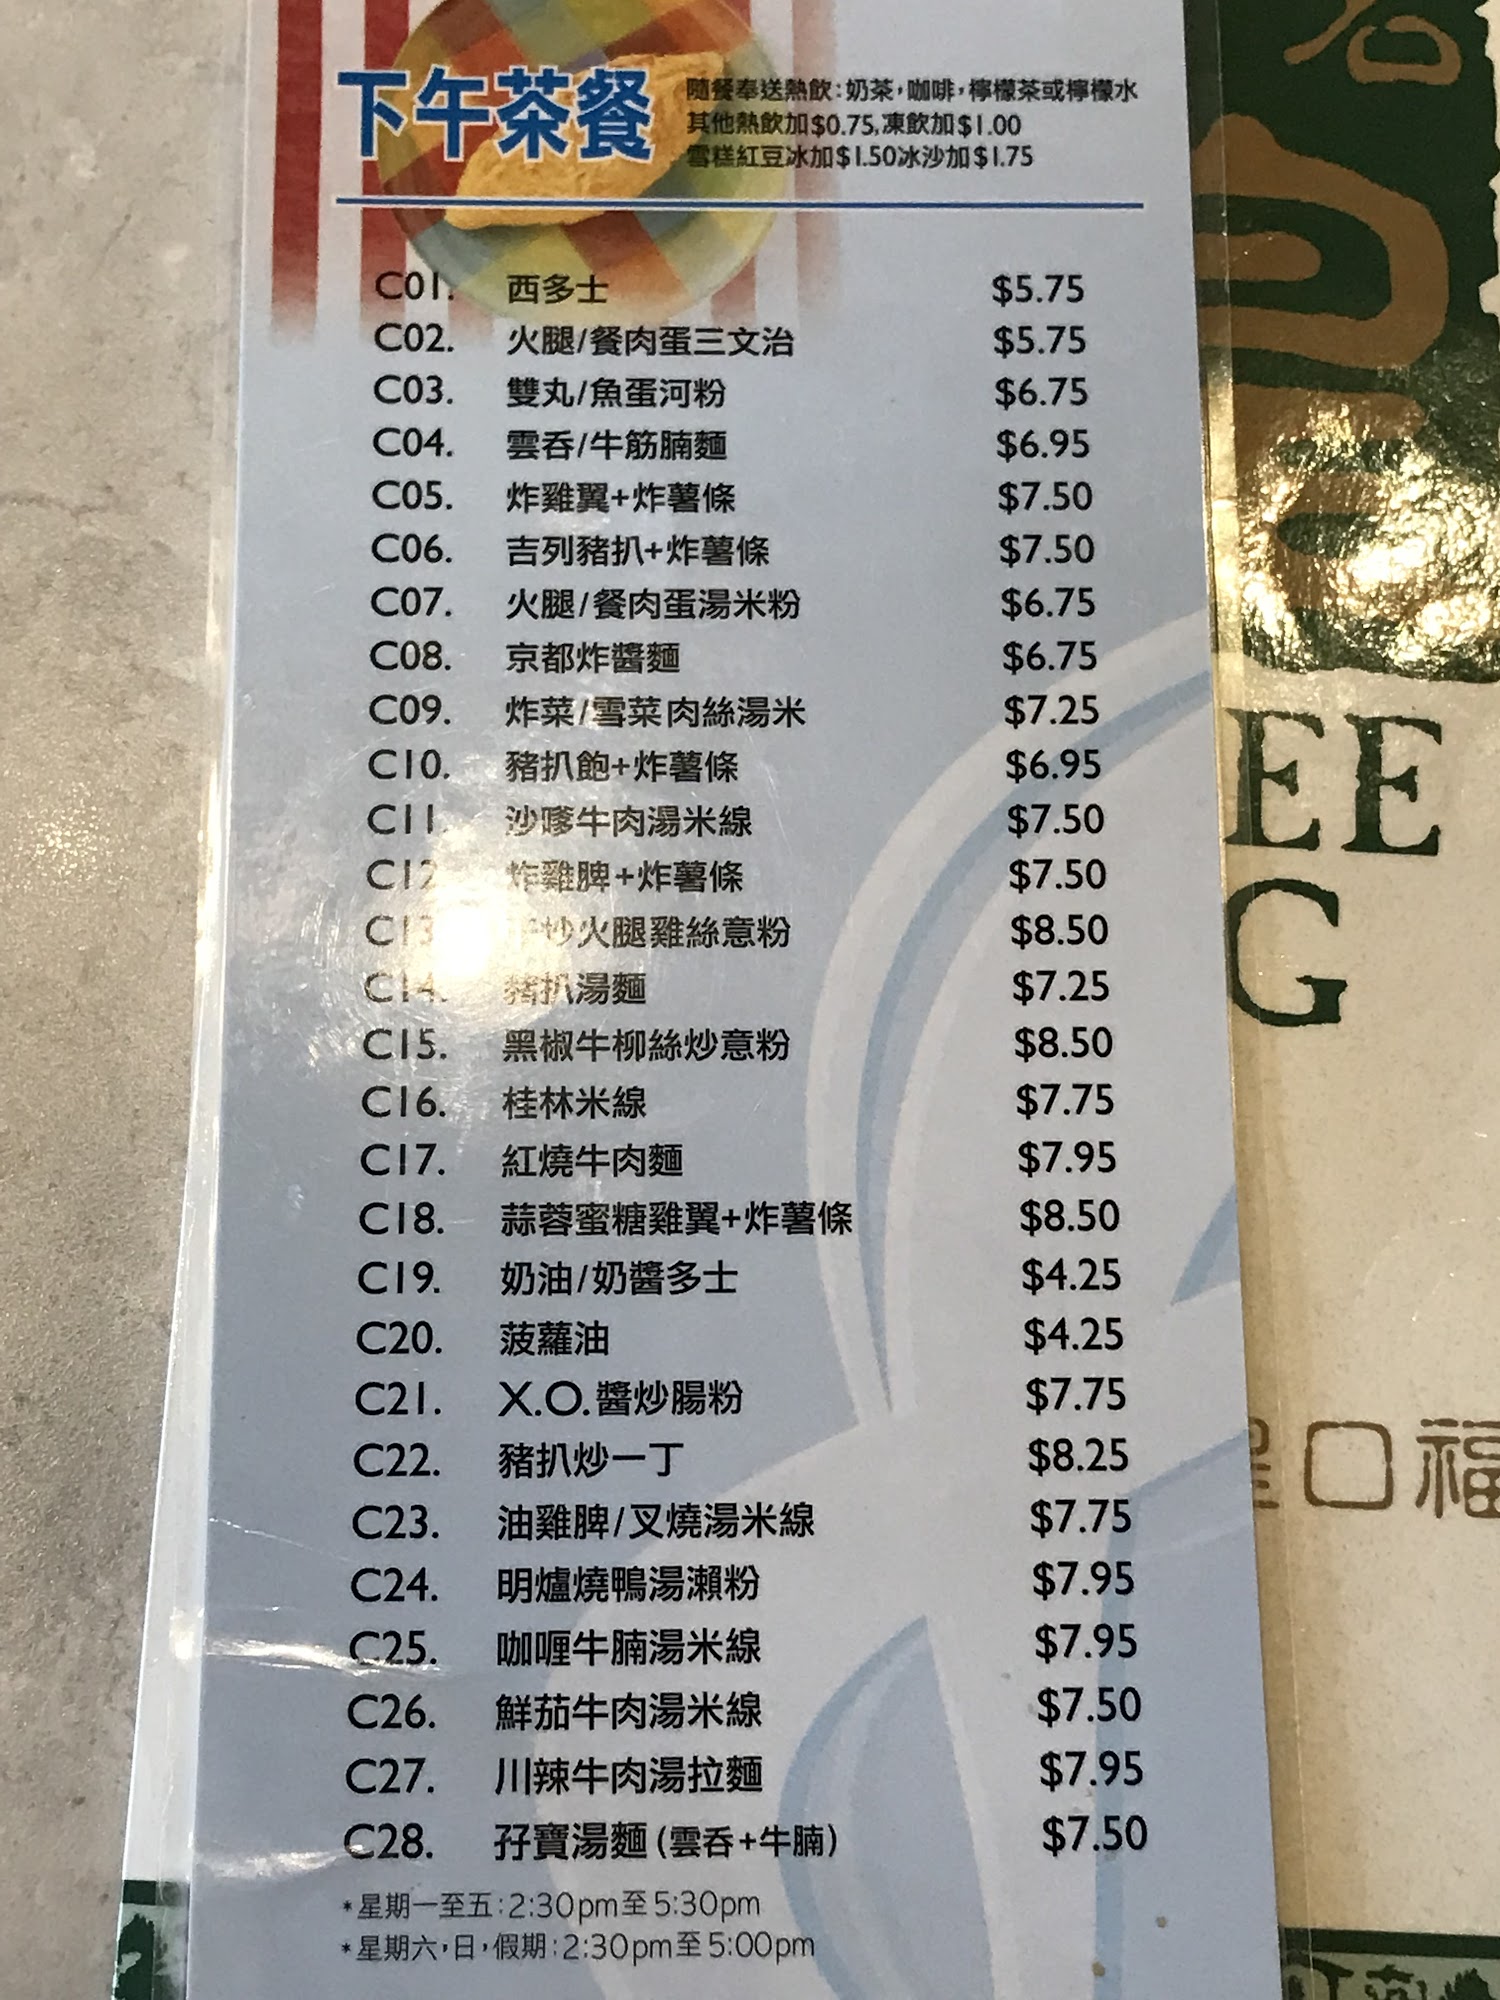 下午茶餐
隨餐奉送熱飲:奶茶,咖啡,檸檬茶或檸檬水
其他熱飲加$0.75,凍飲加$1.00
雪糕紅豆冰加$1.50冰沙加$1.75
C01. 西多士 $5.75
C02. 火腿/餐肉蛋三文治 $5.75
C03. 雙丸/魚蛋河粉 $6.75
C04. 雲吞/牛筋腩麵 $6.95
C05. 炸雞翼+炸薯條 $7.50
C06. 吉列豬扒+炸薯條 $7.50
C07. 火腿/餐肉蛋湯米粉 $6.75
C08. 京都炸醬麵 $6.75
C09. 炸菜/雪菜肉絲湯米 $7.25
C10. 豬扒飽+炸薯條 $6.95
C11. 沙嗲牛肉湯米線 $7.50
C12 炸雞脾+炸薯條 $7.50
C13 炒火腿雞絲意粉 $8.50
C14. 豬扒湯麵 $7.25
C15. 黑椒牛柳絲炒意粉 $8.50
C16. 桂林米線 $7.75
C17. 紅燒牛肉麵 $7.95
C18. 蒜蓉蜜糖雞翼+炸薯條 $8.50
C19. 奶油/奶醬多士 $4.25
C20. 菠蘿油 $4.25
C21. X.O.醬炒腸粉 $7.75
C22. 豬扒炒一丁 $8.25
C23. 油雞脾/叉燒湯米線 $7.75
C24. 明爐燒鴨湯瀨粉 $7.95
C25. 咖喱牛腩湯米線 $7.95
C26. 鮮茄牛肉湯米線 $7.50
C27. 川辣牛肉湯拉麵 $7.95
C28. 孖寶湯麵(雲吞+牛腩) $7.50
*星期一至五:2:30pm至5:30pm
*星期六,日,假期:2:30pm至5:00pm
EE
G
口福